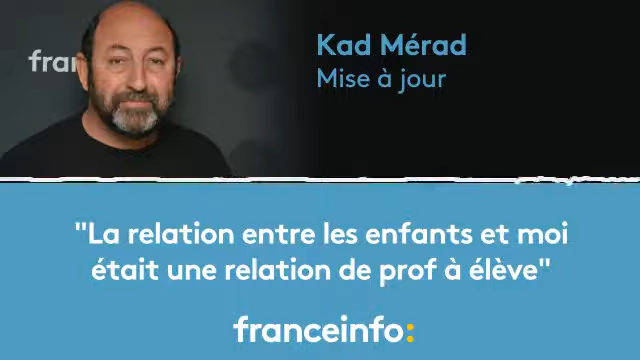 fran
Kad Mérad
Mise à jour
"La relation entre les enfants et moi
était une relation de prof à élève"
franceinfo: